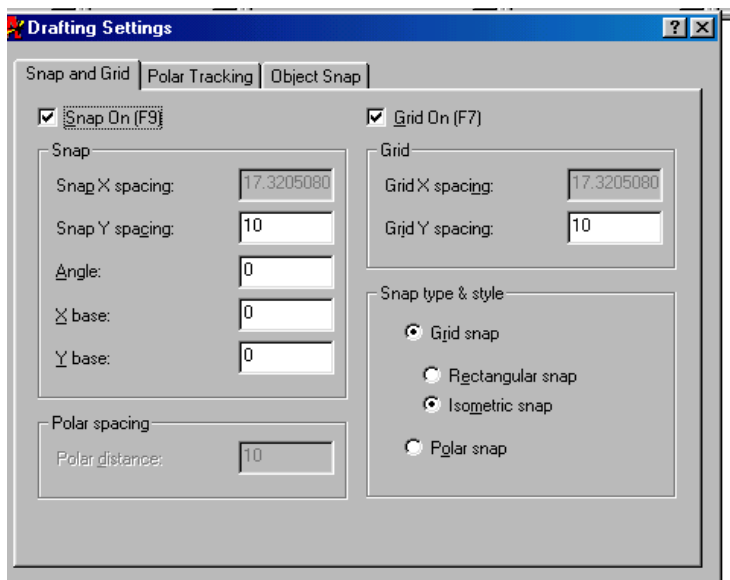 Drafting Settings
Snap and Grid Polar Tracking Object Snap
Snap On (F9)
Snap
Snap X spacing: 17.3205080
Snap Y spacing: 10
Angle: 0
X base: 0
Y base: 0
Polar spacing
Polar distance: 10
Grid On (F7)
Grid
Grid X spacing: 17.3205080
Grid Y spacing: 10
Snap type & style
Grid snap
Rectangular snap
Isometric snap
Polar snap